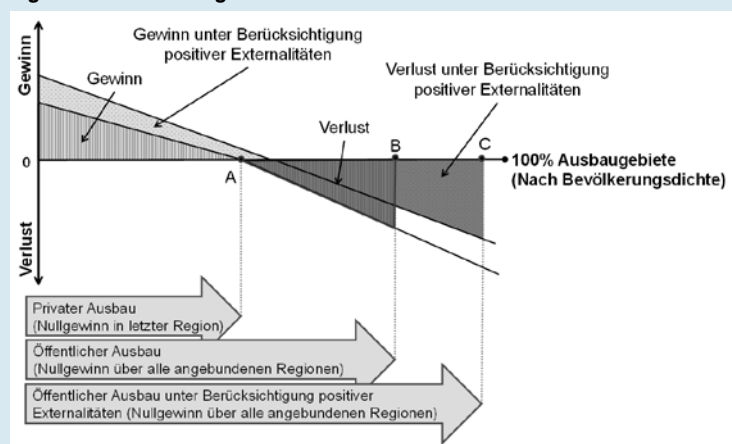 Gewinn
Gewinn unter Berücksichtigung
positiver Externalitäten
Gewinn
Verlust unter Berücksichtigung
positiver Externalitäten
Verlust
B
C
0
A
100% Ausbaugebiete
(Nach Bevölkerungsdichte)
Verlust
Privater Ausbau
(Nullgewinn in letzter Region)
Öffentlicher Ausbau
(Nullgewinn über alle angebundenen Regionen)
Öffentlicher Ausbau unter Berücksichtigung positiver
Externalitäten (Nullgewinn über alle angebundenen Regionen)